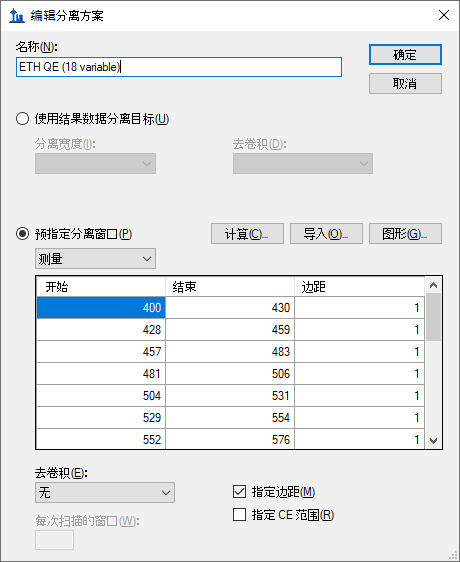 编辑分离方案
名称(N):
ETH QE (18 variable)
确定
取消
使用结果数据分离目标(U)
分离宽度(I):
去卷积(D):
预指定分离窗口(P)
计算(C)...
导入(O)...
图形(G)...
测量
开始 结束 边距
400 430 1
428 459 1
457 483 1
481 506 1
504 531 1
529 554 1
552 576 1
去卷积(E):
无
指定边距(M)
指定 CE 范围(R)
每次扫描的窗口(W):